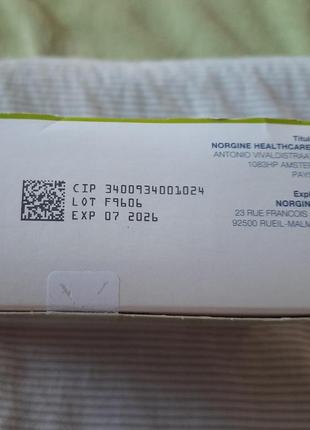 CIP 3400934001024
LOT F9606
EXP 07 2026
NORGINE HEALTHCARE
ANTONIO VIVALDISTRAA
1083HP AMSTER
PAYS
NORGIN
23 RUE FRANCOIS
92500 RUEIL-MALM